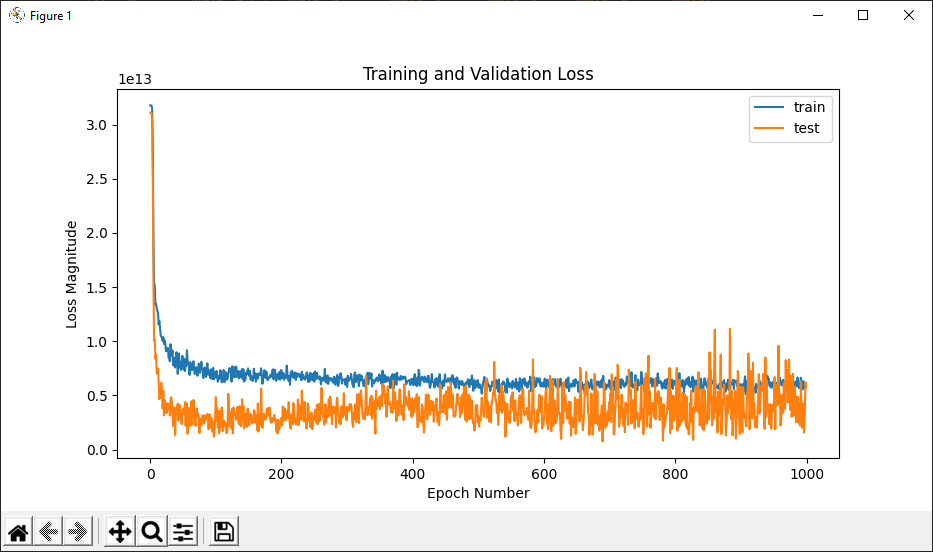 Figure 1
Training and Validation Loss
1e13
train
test
3.0
2.5
2.0
1.5
1.0
0.5
0.0
Loss Magnitude
0 200 400 600 800 1000
Epoch Number